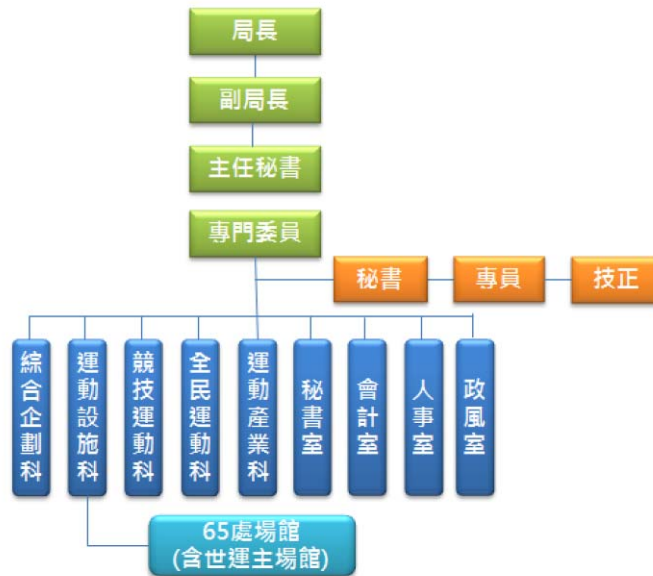 局長
副局長
主任秘書
專門委員
秘書
專員
技正
綜合企劃科
運動設施科
競技運動科
全民運動科
運動產業科
秘書室
會計室
人事室
政風室
65處場館
(含世運主場館)